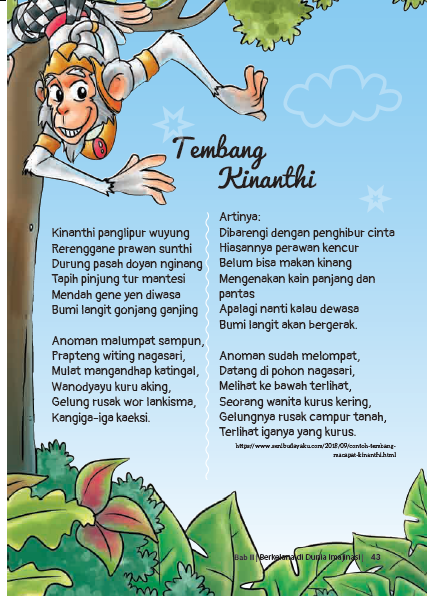 Tembang
Kinanthi
Kinanthi panglipur wuyung
Rerenggane prawan sunthi
Durung pasah doyan nginang
Tapih pinjung tur mantesi
Mendah gene yen diwasa
Bumi langit gonjang ganjing
Anoman malumpat sampun,
Prapteng witing nagasari,
Mulat mangandhap katingal,
Wanodyayu kuru aking,
Gelung rusak wor lankisma,
Kangiga-iga kaeksi.
Artinya:
Dibarengi dengan penghibur cinta
Hiasannya perawan kencur
Belum bisa makan kinang
Mengenakan kain panjang dan
pantas
Apalagi nanti kalau dewasa
Bumi langit akan bergerak.
Anoman sudah melompat,
Datang di pohon nagasari,
Melihat ke bawah terlihat,
Seorang wanita kurus kering,
Gelungnya rusak campur tanah,
Terlihat iganya yang kurus.
https://www.senibudayaku.com/2018/09/contoh-tembang-
macapat-kinanthi.html
Bab II | Berkelana di Dunia Imajinasi | 43